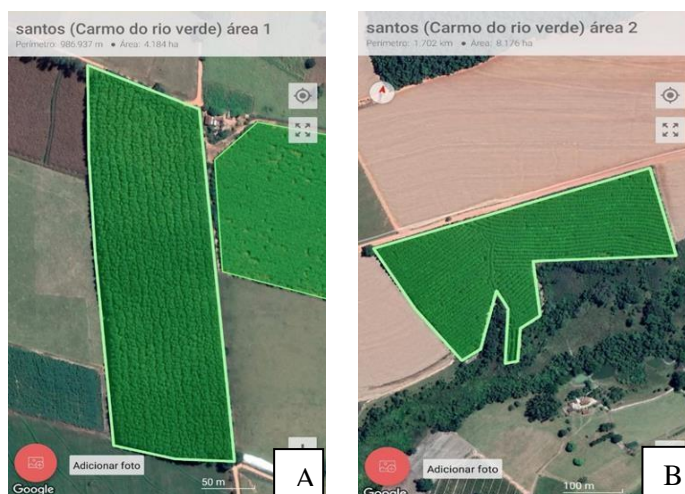 santos (Carmo do rio verde) área 1
Perímetro: 986.937 m • Área: 4.184 ha
Adicionar foto
Google
50 m
A
santos (Carmo do rio verde) área 2
Perímetro: 1.702 km • Área: 8.176 ha
Adicionar foto
Google
100 m
B